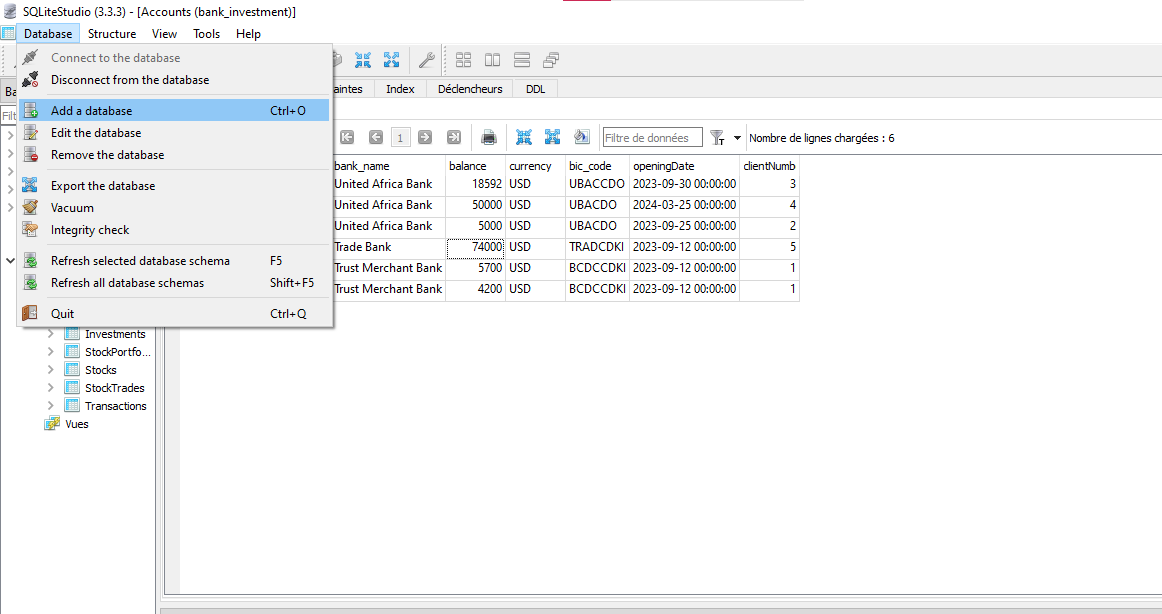 SQLiteStudio (3.3.3) - [Accounts (bank_investment)]
Database Structure View Tools Help
Connect to the database
Disconnect from the database
Add a database Ctrl+O
Edit the database
Remove the database
Export the database
Vacuum
Integrity check
Refresh selected database schema F5
Refresh all database schemas Shift+F5
Quit Ctrl+Q
Index Déclencheurs DDL
1 Filtre de données Nombre de lignes chargées : 6
bank_name balance currency bic_code openingDate clientNumb
United Africa Bank 18592 USD UBACCDO 2023-09-30 00:00:00 3
United Africa Bank 50000 USD UBACDO 2024-03-25 00:00:00 4
United Africa Bank 5000 USD UBACDO 2023-09-25 00:00:00 2
Trade Bank 74000 USD TRADCDKI 2023-09-12 00:00:00 5
Trust Merchant Bank 5700 USD BCDCCDKI 2023-09-12 00:00:00 1
Trust Merchant Bank 4200 USD BCDCCDKI 2023-09-12 00:00:00 1
Investments
StockPortfo...
Stocks
StockTrades
Transactions
Vues